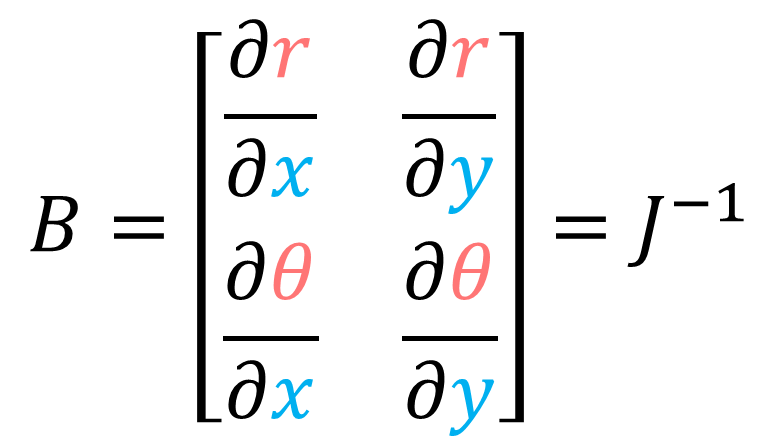 B = [ ∂r/∂x ∂r/∂y
∂θ/∂x ∂θ/∂y ] = J⁻¹